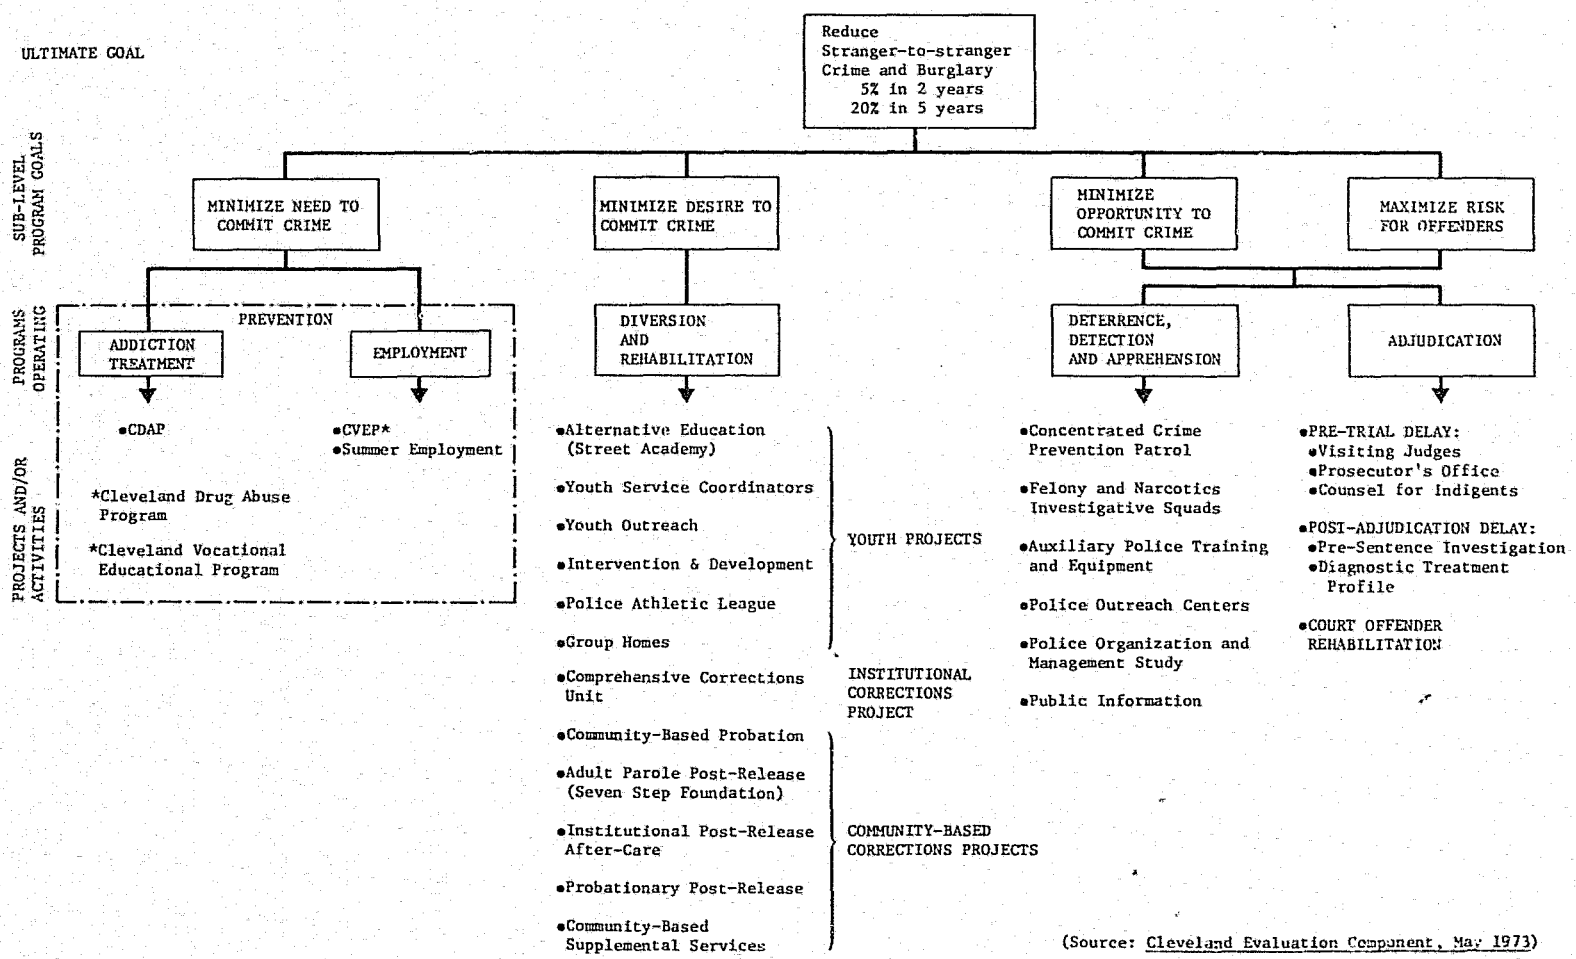 ULTIMATE GOAL
Reduce
Stranger-to-stranger
Crime and Burglary
5% in 2 years
20% in 5 years
SUB-LEVEL
PROGRAM GOALS
MINIMIZE NEED TO
COMMIT CRIME
MINIMIZE DESIRE TO
COMMIT CRIME
MINIMIZE
OPPORTUNITY TO
COMMIT CRIME
MAXIMIZE RISK
FOR OFFENDERS
PROGRAMS
OPERATING
PREVENTION
ADDICTION
TREATMENT
EMPLOYMENT
DIVERSION
AND
REHABILITATION
DETERRENCE,
DETECTION
AND APPREHENSION
ADJUDICATION
PROJECTS AND/OR
ACTIVITIES
●CDAP
●CVEP*
●Summer Employment
*Cleveland Drug Abuse
Program
*Cleveland Vocational
Educational Program
●Alternative Education
(Street Academy)
●Youth Service Coordinators
●Youth Outreach
●Intervention & Development
●Police Athletic League
●Group Homes
YOUTH PROJECTS
●Comprehensive Corrections
Unit
INSTITUTIONAL
CORRECTIONS
PROJECT
●Community-Based Probation
●Adult Parole Post-Release
(Seven Step Foundation)
●Institutional Post-Release
After-Care
●Probationary Post-Release
●Community-Based
Supplemental Services
COMMUNITY-BASED
CORRECTIONS PROJECTS
●Concentrated Crime
Prevention Patrol
●Felony and Narcotics
Investigative Squads
●Auxiliary Police Training
and Equipment
●Police Outreach Centers
●Police Organization and
Management Study
●Public Information
●PRE-TRIAL DELAY:
●Visiting Judges
●Prosecutor's Office
●Counsel for Indigents
●POST-ADJUDICATION DELAY:
●Pre-Sentence Investigation
●Diagnostic Treatment
Profile
●COURT OFFENDER
REHABILITATION
(Source: Cleveland Evaluation Component, May 1973)